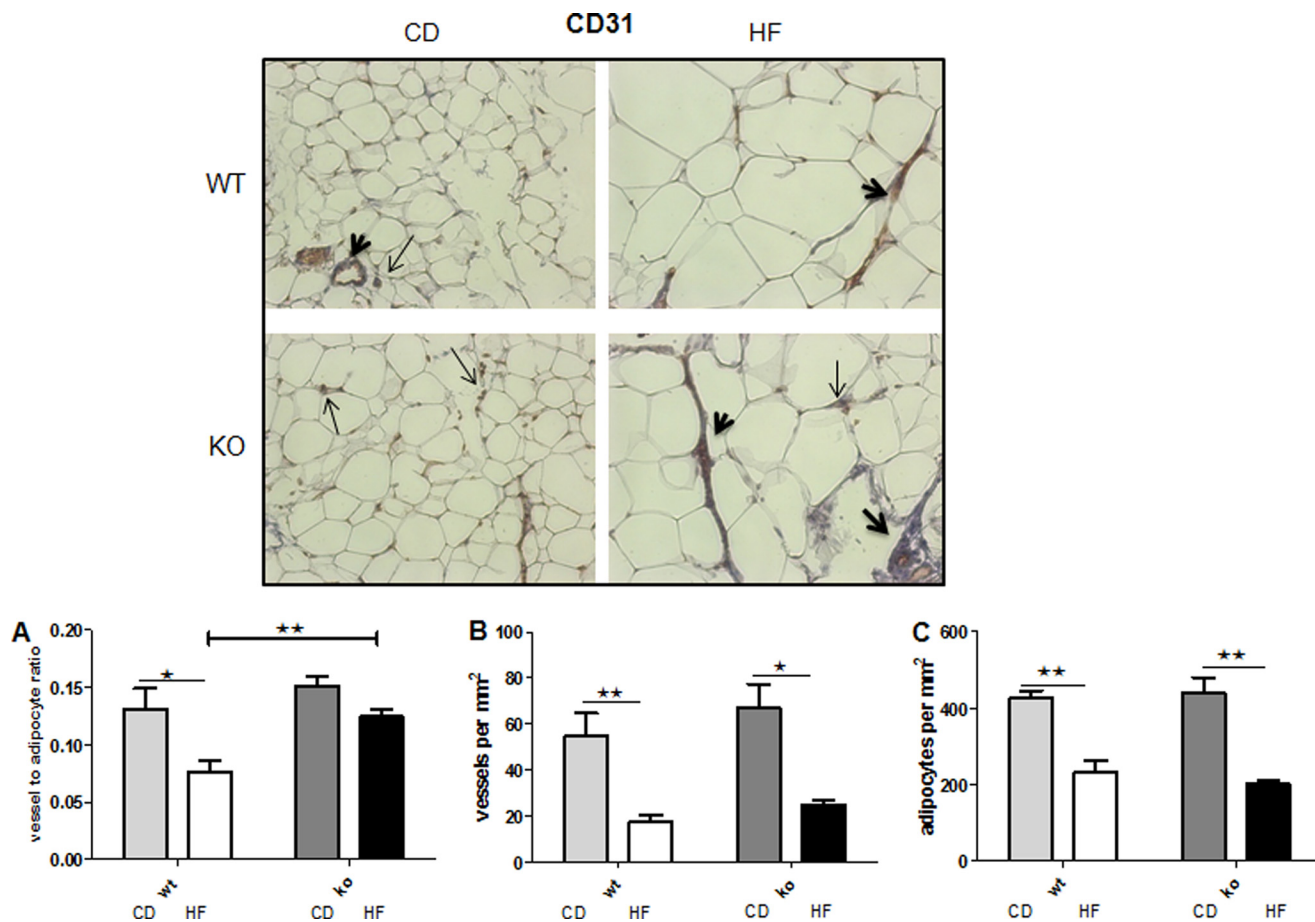 CD31
CD HF
WT
KO
A
vessel to adipocyte ratio
0.20
0.15
0.10
0.05
0.00
★
★★
wt ko
CD HF CD HF
B
vessels per mm²
100
80
60
40
20
0
★★
★
wt ko
CD HF CD HF
C
adipocytes per mm²
600
400
200
0
★★
★★
wt ko
CD HF CD HF